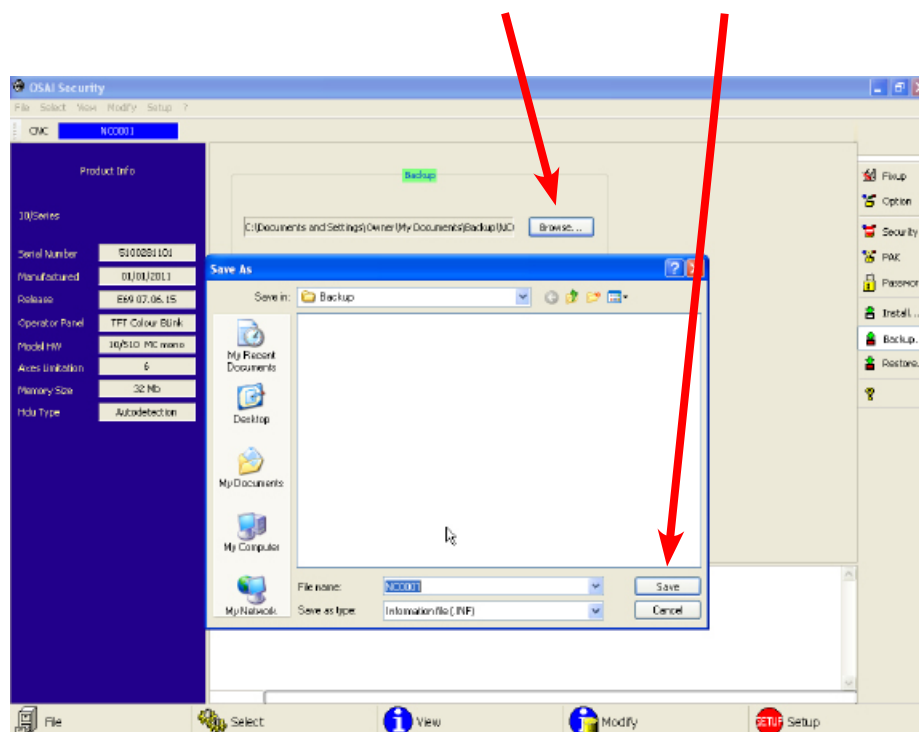 OSAI Security
File Select View Modify Setup ?
CNC NC0001
Product Info
10/Series
Serial Number 5100281101
Manufactured 01/01/2011
Release E69 07.06.15
Operator Panel TFT Colour BLink
Model HW 10/510 MC mono
Axes Limitation 6
Memory Size 32 Mb
Hdu Type Autodetection
Backup
C:\Documents and Settings\Owner\My Documents\Backup\NC
Browse...
Save As
Save in: Backup
My Recent
Documents
Desktop
My Documents
My Computer
My Network
File name: NC0001
Save as type: Information file (.INF)
Save
Cancel
Fixup
Option
Security
PAK
Passwor
Install...
Backup.
Restore.
File
Select
View
Modify
SETUP Setup